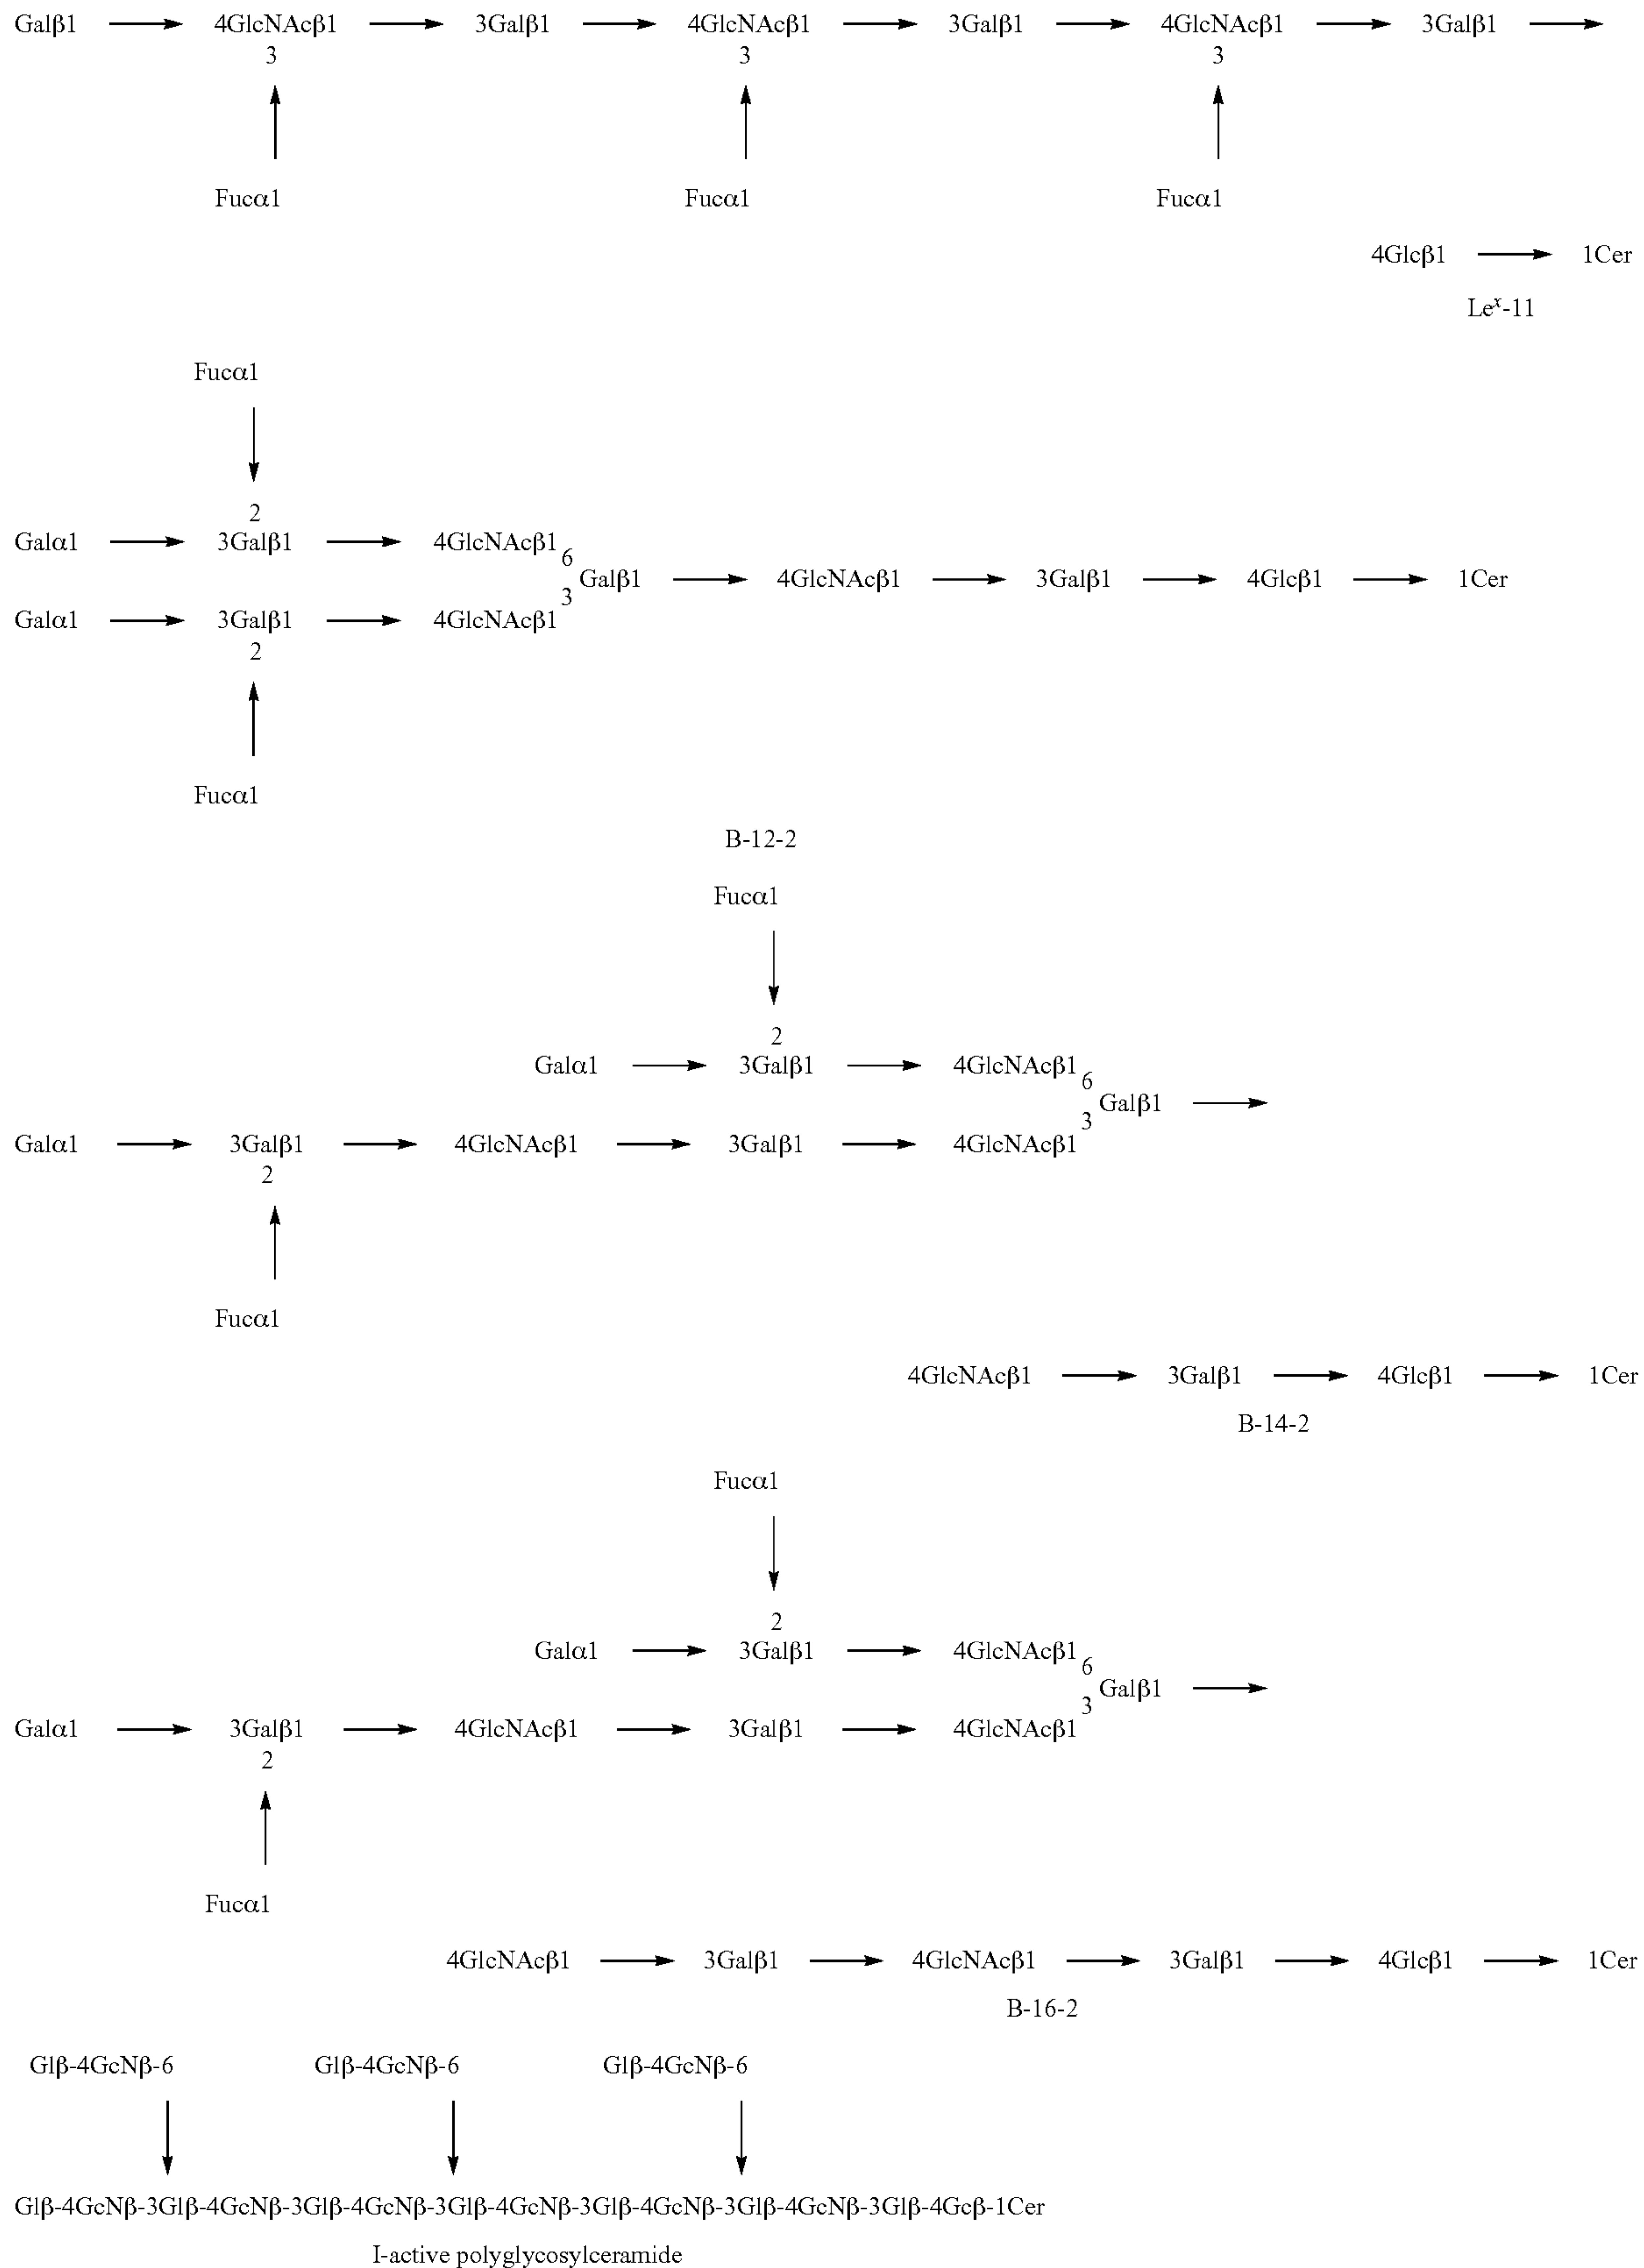 Galβ1 → 4GlcNAcβ1 → 3Galβ1 → 4GlcNAcβ1 → 3Galβ1 → 4GlcNAcβ1 → 3Galβ1 →
3 3 3
↑ ↑ ↑
Fucα1 Fucα1 Fucα1
4Glcβ1 → 1Cer
Leˣ-11
Fucα1
↓
2
Galα1 → 3Galβ1 → 4GlcNAcβ1
6
Galβ1 → 4GlcNAcβ1 → 3Galβ1 → 4Glcβ1 → 1Cer
3
Galα1 → 3Galβ1 → 4GlcNAcβ1
2
↑
Fucα1
B-12-2
Fucα1
↓
2
Galα1 → 3Galβ1 → 4GlcNAcβ1
6
Galβ1 →
3
Galα1 → 3Galβ1 → 4GlcNAcβ1 → 3Galβ1 → 4GlcNAcβ1
2
↑
Fucα1
4GlcNAcβ1 → 3Galβ1 → 4Glcβ1 → 1Cer
B-14-2
Fucα1
↓
2
Galα1 → 3Galβ1 → 4GlcNAcβ1
6
Galβ1 →
3
Galα1 → 3Galβ1 → 4GlcNAcβ1 → 3Galβ1 → 4GlcNAcβ1
2
↑
Fucα1
4GlcNAcβ1 → 3Galβ1 → 4GlcNAcβ1 → 3Galβ1 → 4Glcβ1 → 1Cer
B-16-2
Glβ-4GcNβ-6 Glβ-4GcNβ-6 Glβ-4GcNβ-6
↓ ↓ ↓
Glβ-4GcNβ-3Glβ-4GcNβ-3Glβ-4GcNβ-3Glβ-4GcNβ-3Glβ-4GcNβ-3Glβ-4GcNβ-3Glβ-4Gcβ-1Cer
I-active polyglycosylceramide